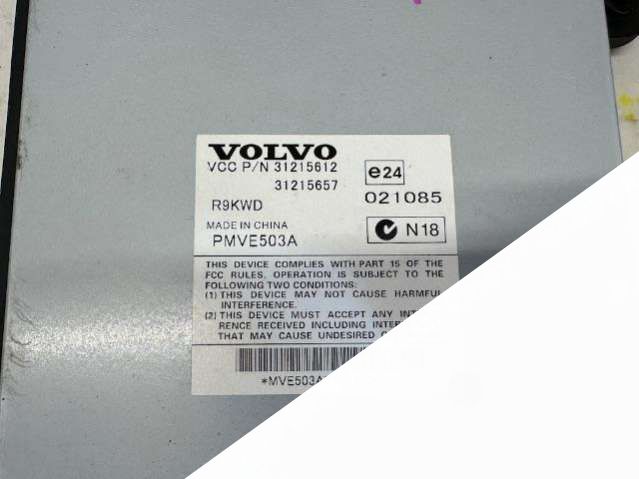 VOLVO
VCC P/N 31215612
31215657
e24
021085
R9KWD
MADE IN CHINA
PMVE503A
N18
THIS DEVICE COMPLIES WITH PART 15 OF THE
FCC RULES. OPERATION IS SUBJECT TO THE
FOLLOWING TWO CONDITIONS:
(1) THIS DEVICE MAY NOT CAUSE HARMFUL
INTERFERENCE.
(2) THIS DEVICE MUST ACCEPT ANY
RENCE RECEIVED INCLUDING
THAT MAY CAUSE UNDESIRED
*MVE503A